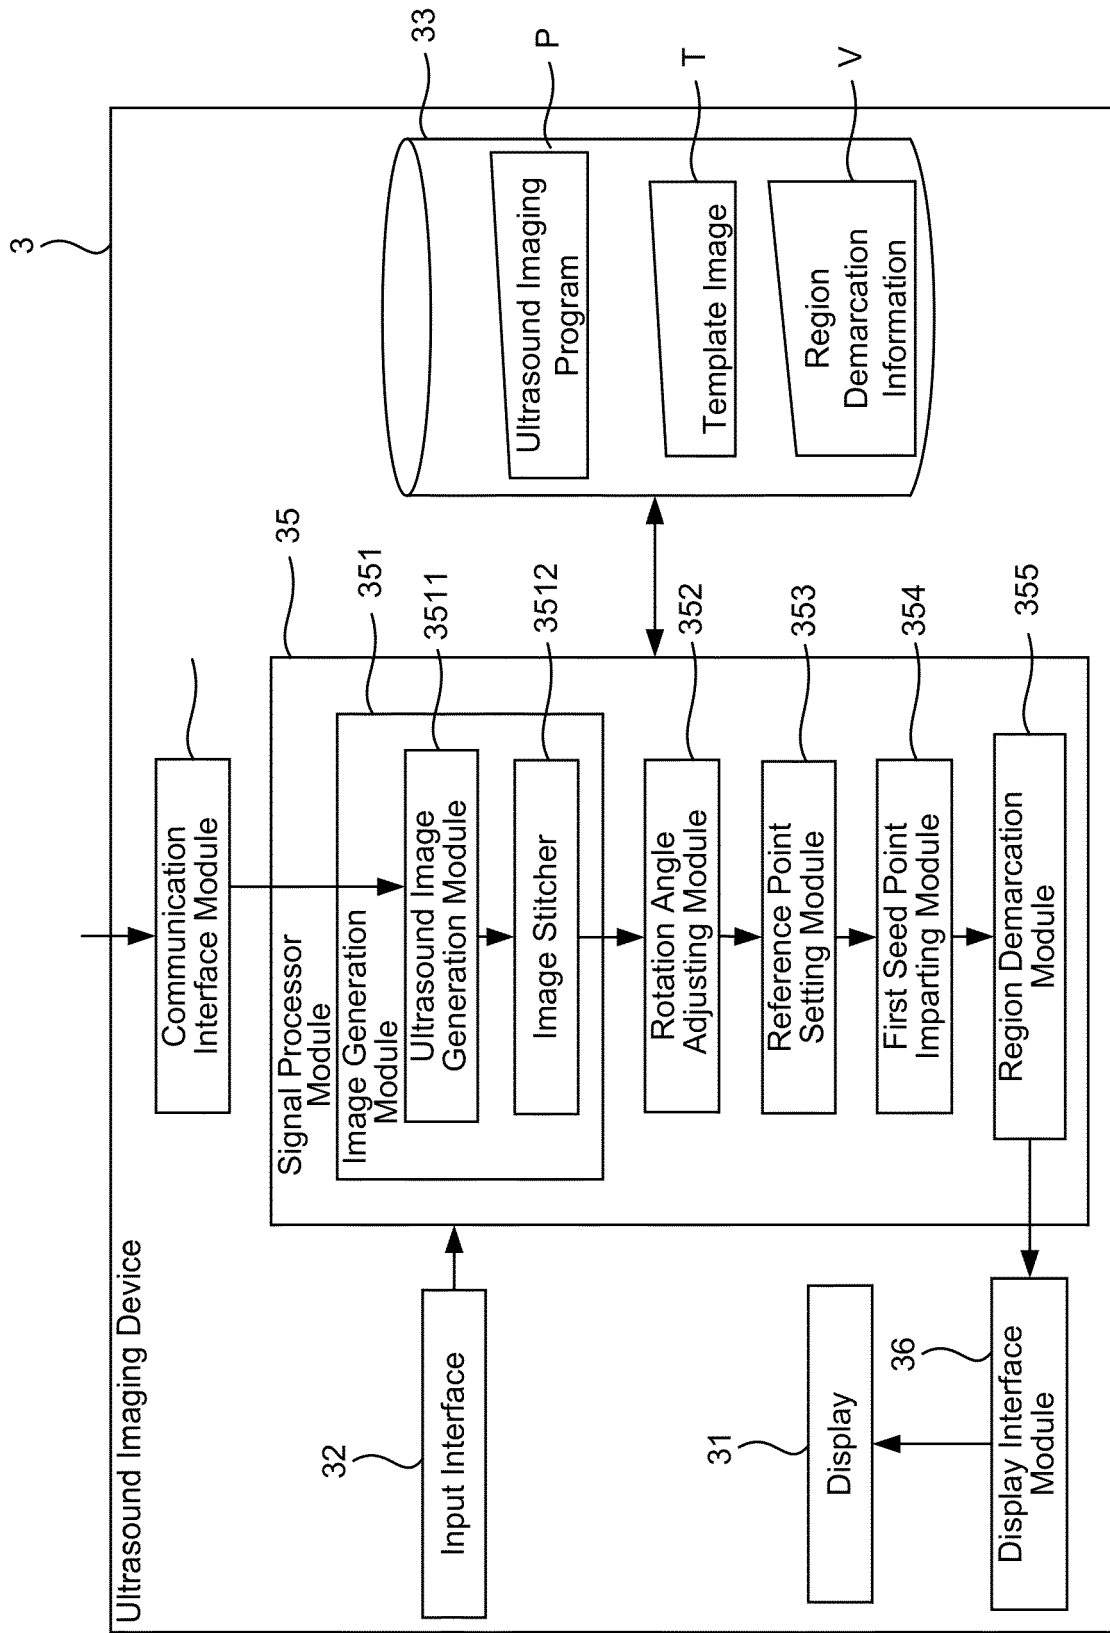 Ultrasound Imaging Device
3
Communication
Interface Module
Signal Processor
Module
35
Image Generation
Module
351
Ultrasound Image
Generation Module
3511
Image Stitcher
3512
Rotation Angle
Adjusting Module
352
Reference Point
Setting Module
353
First Seed Point
Imparting Module
354
Region Demarcation
Module
355
Input Interface
32
Display
31
Display Interface
Module
36
33
Ultrasound Imaging
Program
P
Template Image
T
Region
Demarcation
Information
V